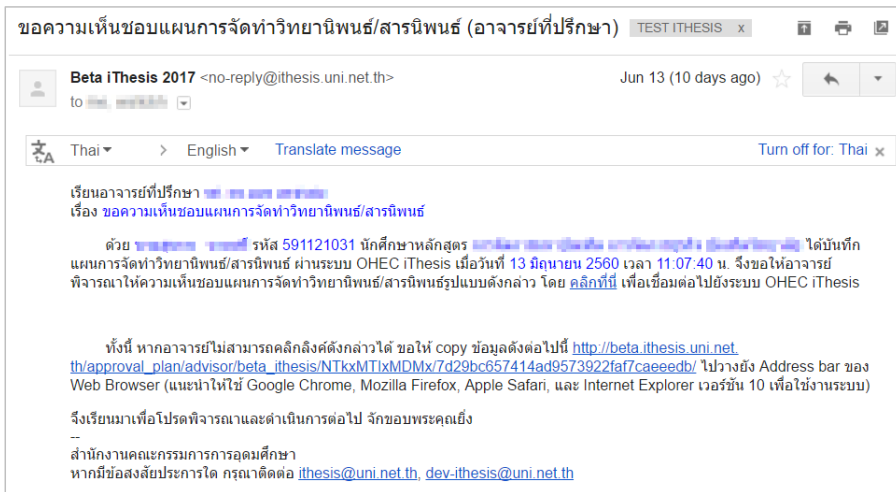 ขอความเห็นชอบแผนการจัดทำวิทยานิพนธ์/สารนิพนธ์ (อาจารย์ที่ปรึกษา) TEST ITHESIS x
Beta iThesis 2017 <no-reply@ithesis.uni.net.th> Jun 13 (10 days ago)
to
Thai > English Translate message Turn off for: Thai x
เรียนอาจารย์ที่ปรึกษา
เรื่อง ขอความเห็นชอบแผนการจัดทำวิทยานิพนธ์/สารนิพนธ์
ด้วย รหัส 591121031 นักศึกษาหลักสูตร ได้บันทึก
แผนการจัดทำวิทยานิพนธ์/สารนิพนธ์ ผ่านระบบ OHEC iThesis เมื่อวันที่ 13 มิถุนายน 2560 เวลา 11:07:40 น. จึงขอให้อาจารย์
พิจารณาให้ความเห็นชอบแผนการจัดทำวิทยานิพนธ์/สารนิพนธ์รูปแบบดังกล่าว โดย คลิกที่นี่ เพื่อเชื่อมต่อไปยังระบบ OHEC iThesis
ทั้งนี้ หากอาจารย์ไม่สามารถคลิกลิงค์ดังกล่าวได้ ขอให้ copy ข้อมูลดังต่อไปนี้ http://beta.ithesis.uni.net.
th/approval_plan/advisor/beta_ithesis/NTkxMTIxMDMx/7d29bc657414ad9573922faf7caeeedb/ ไปวางยัง Address bar ของ
Web Browser (แนะนำให้ใช้ Google Chrome, Mozilla Firefox, Apple Safari, และ Internet Explorer เวอร์ชัน 10 เพื่อใช้งานระบบ)
จึงเรียนมาเพื่อโปรดพิจารณาและดำเนินการต่อไป จักขอบพระคุณยิ่ง
--
สำนักงานคณะกรรมการการอุดมศึกษา
หากมีข้อสงสัยประการใด กรุณาติดต่อ ithesis@uni.net.th, dev-ithesis@uni.net.th